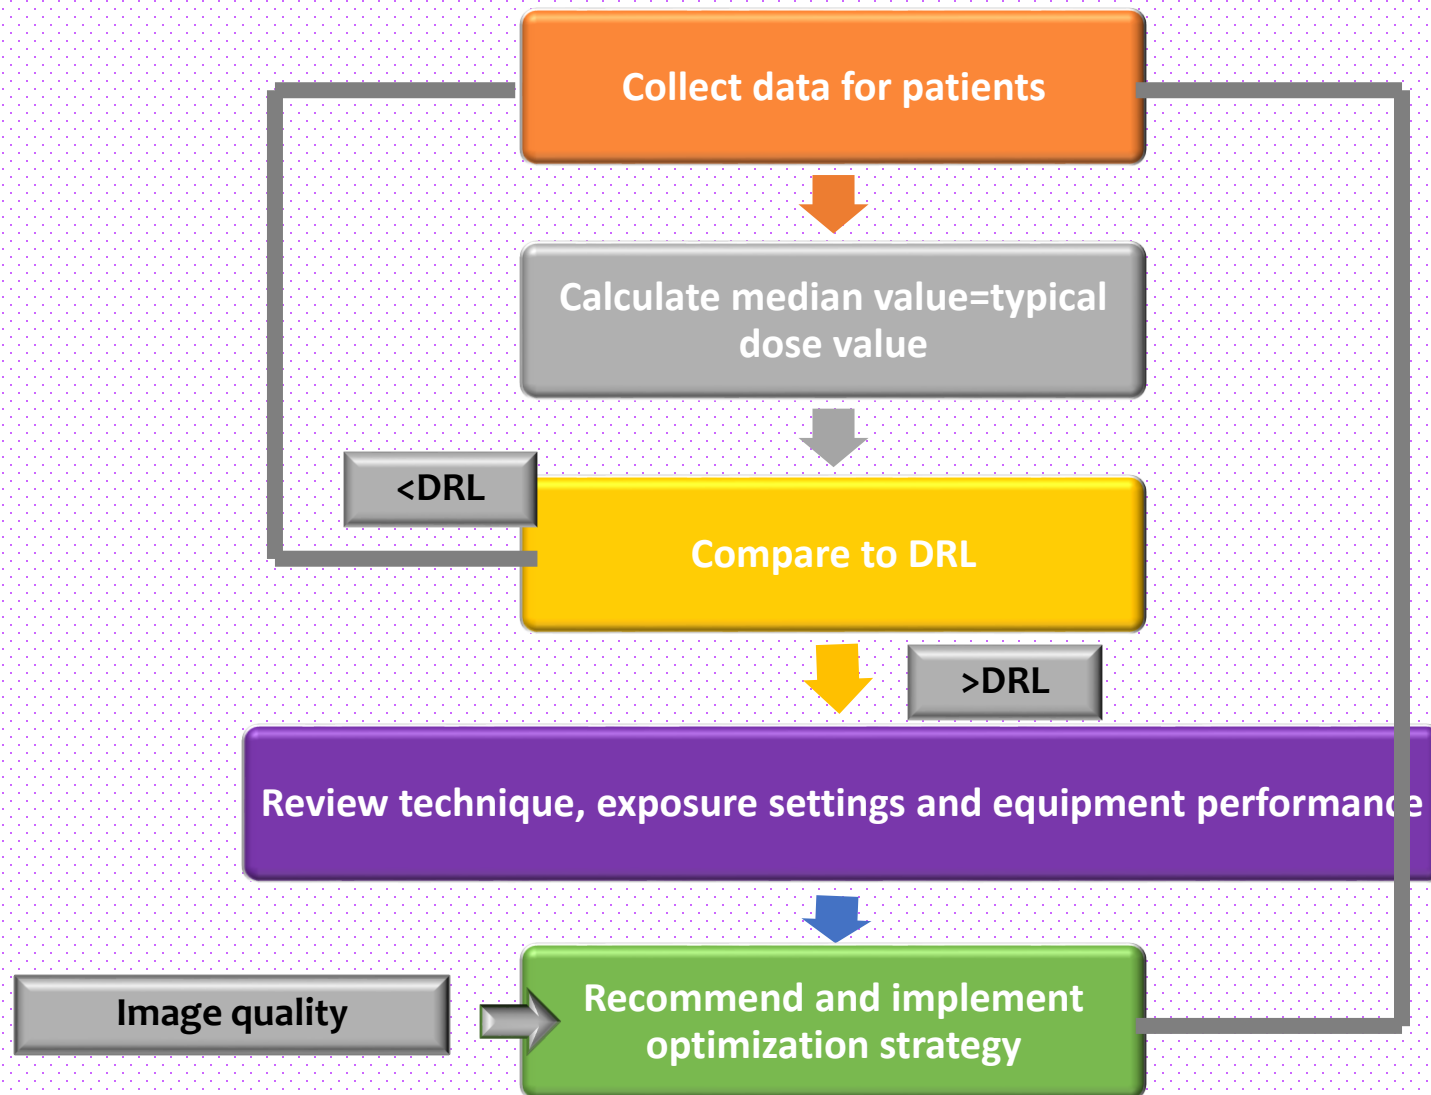 Collect data for patients
Calculate median value=typical
dose value
<DRL
Compare to DRL
>DRL
Review technique, exposure settings and equipment performance
Image quality
Recommend and implement
optimization strategy